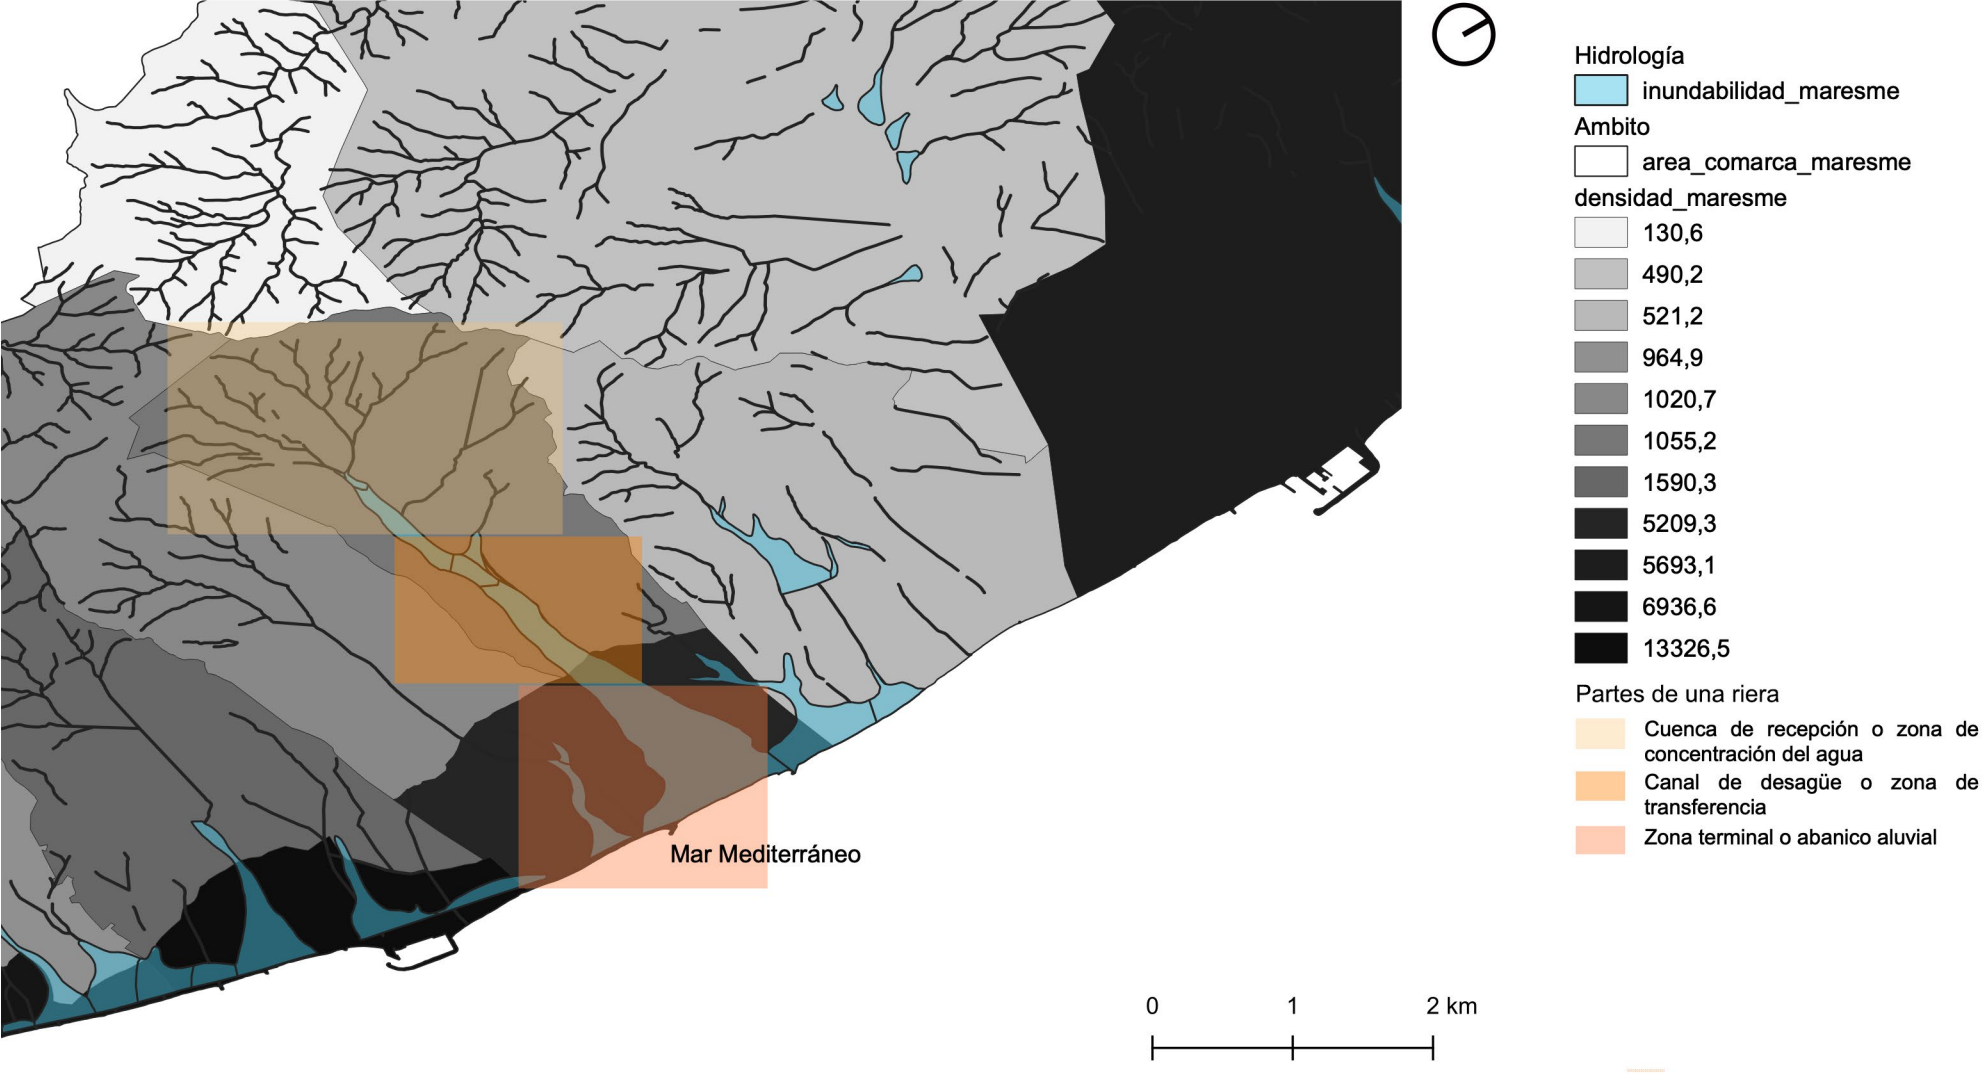 Hidrología
inundabilidad_maresme
Ambito
area_comarca_maresme
densidad_maresme
130,6
490,2
521,2
964,9
1020,7
1055,2
1590,3
5209,3
5693,1
6936,6
13326,5
Partes de una riera
Cuenca de recepción o zona de
concentración del agua
Canal de desagüe o zona de
transferencia
Zona terminal o abanico aluvial
Mar Mediterráneo
0 1 2 km